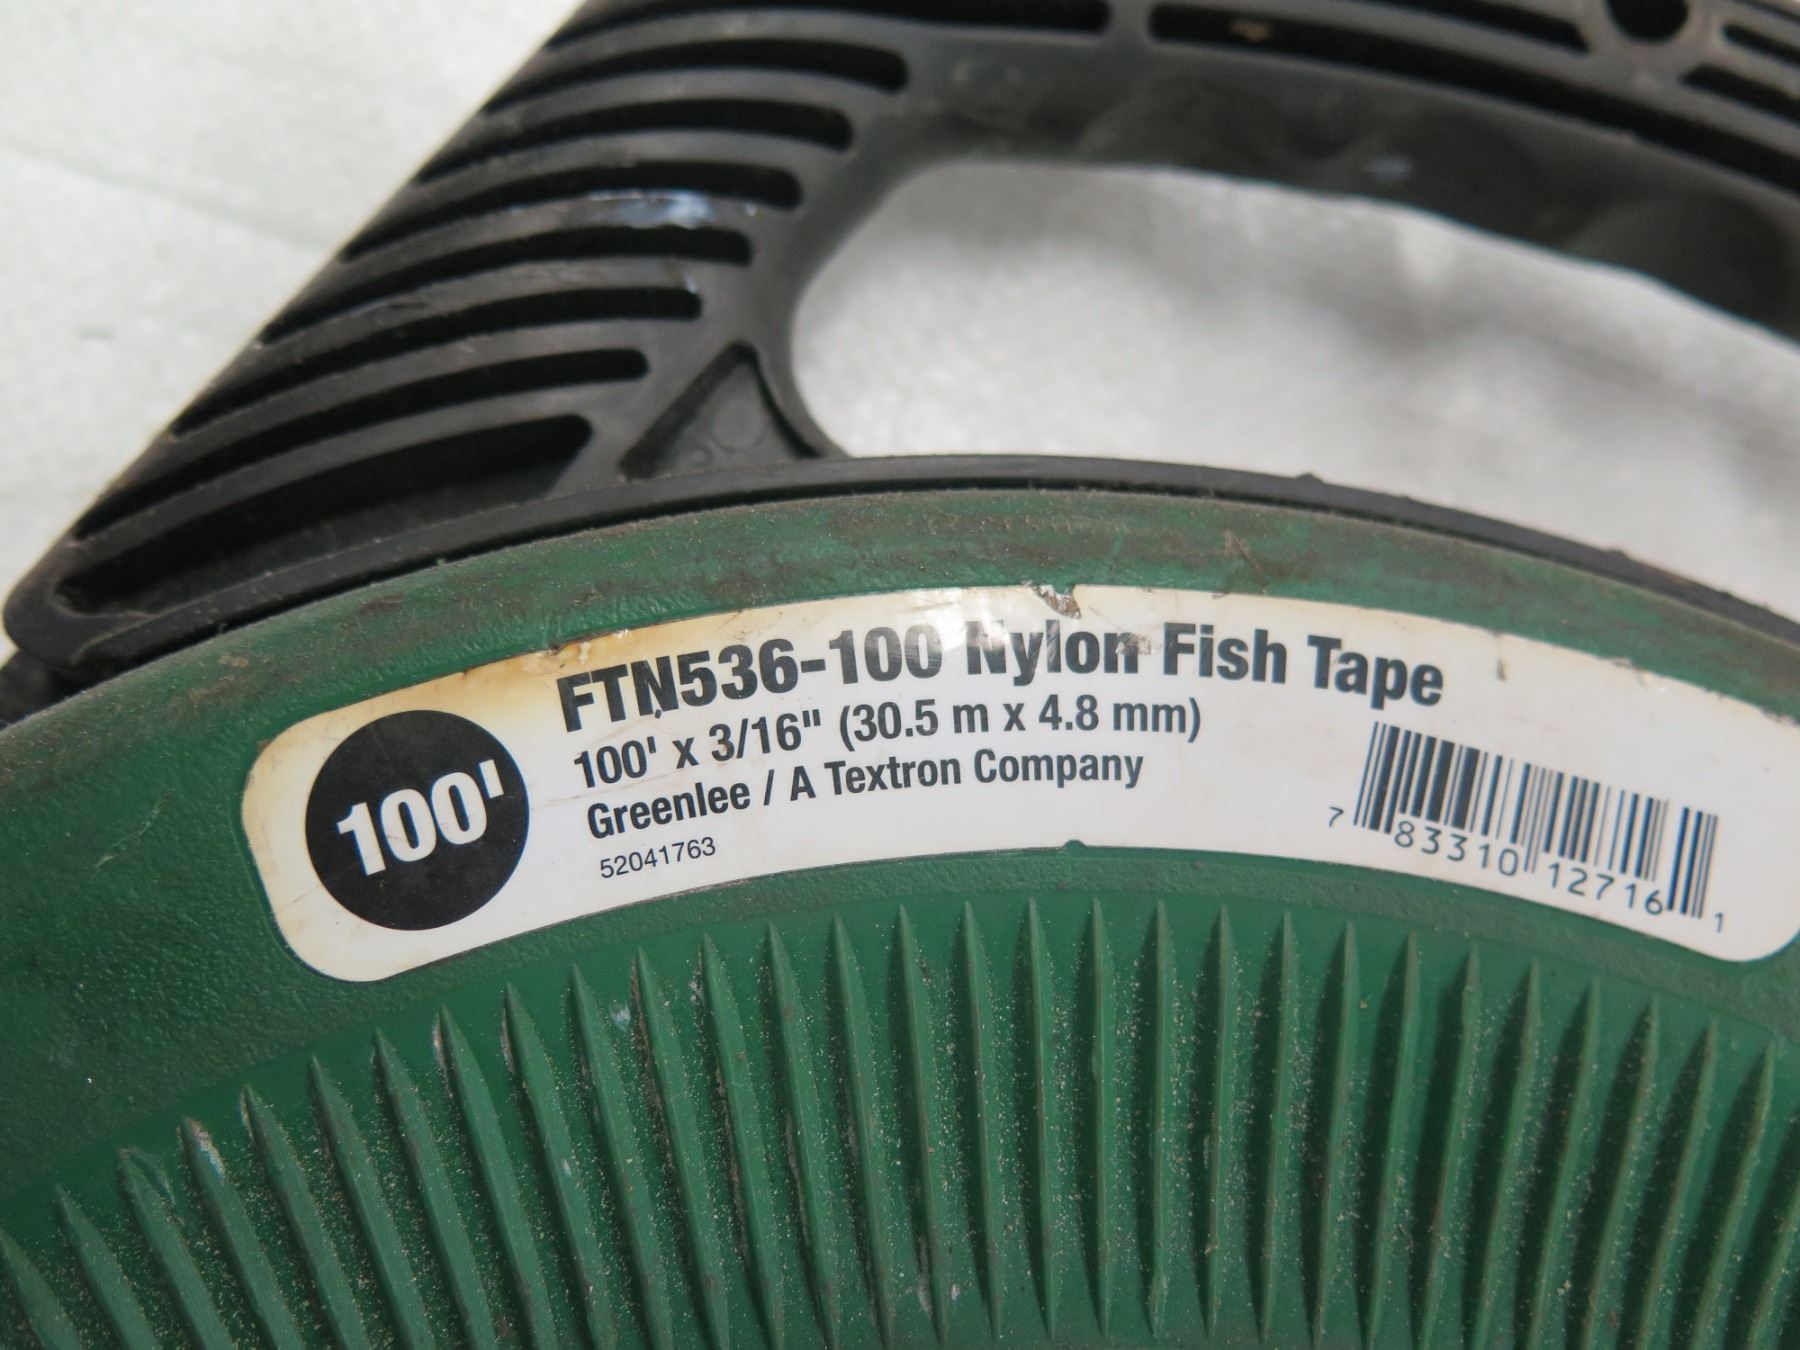 100'
FTN536-100 Nylon Fish Tape
100' x 3/16" (30.5 m x 4.8 mm)
Greenlee / A Textron Company
52041763
7 83310 12716 1